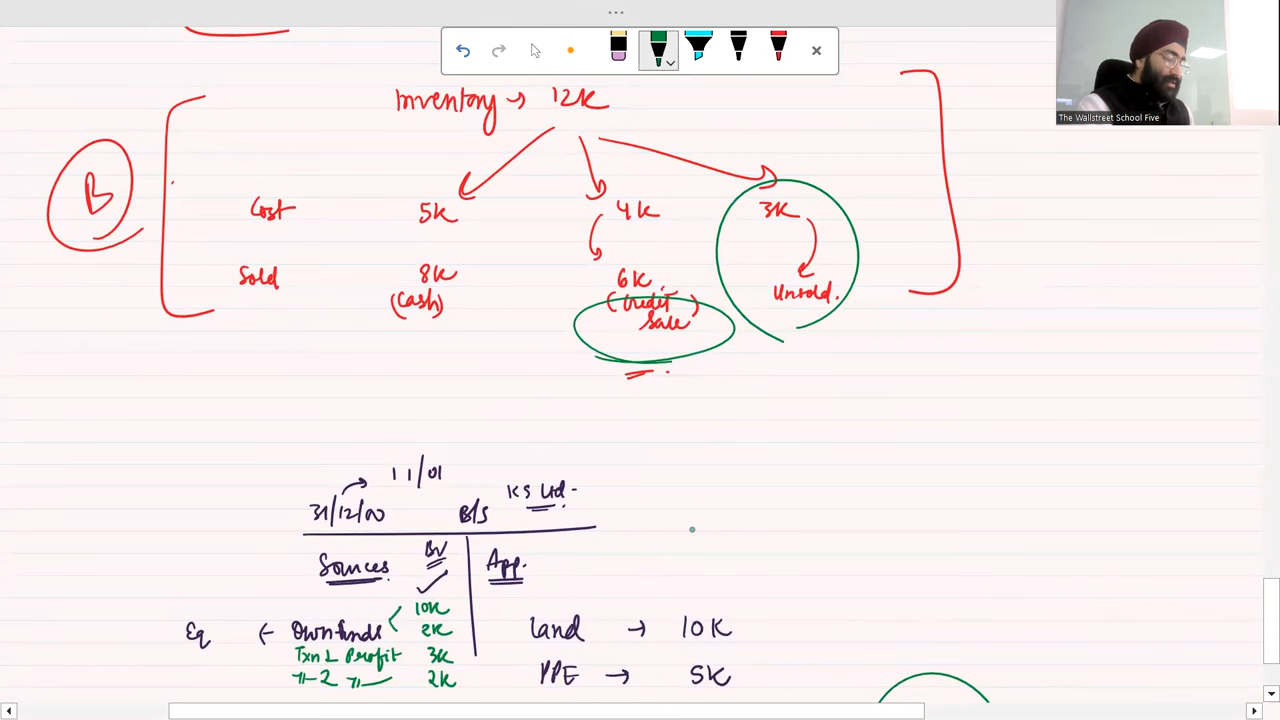 The Wallstreet School Five
Inventory → 12K
B
Cost 5K 4K 3K
Sold 8K 6K. Unsold.
(Cash) (Credit Sale)
11/01
31/12/00 B/S KS Ltd.
Sources BV App.
10K
Eq ← Own funds 2K Land → 10K
Txn 1 Profit 3K
-"- 2 -"- 2K PPE → 5K